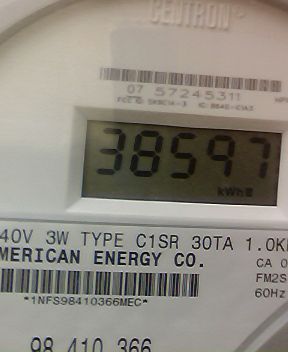 CENTRON®
07 57245311
38597
kWh
40V 3W TYPE C1SR 30TA 1.0K
MERICAN ENERGY CO.
CA 0
FM2S
60Hz
*1NFS98410366MEC*
98 410 366